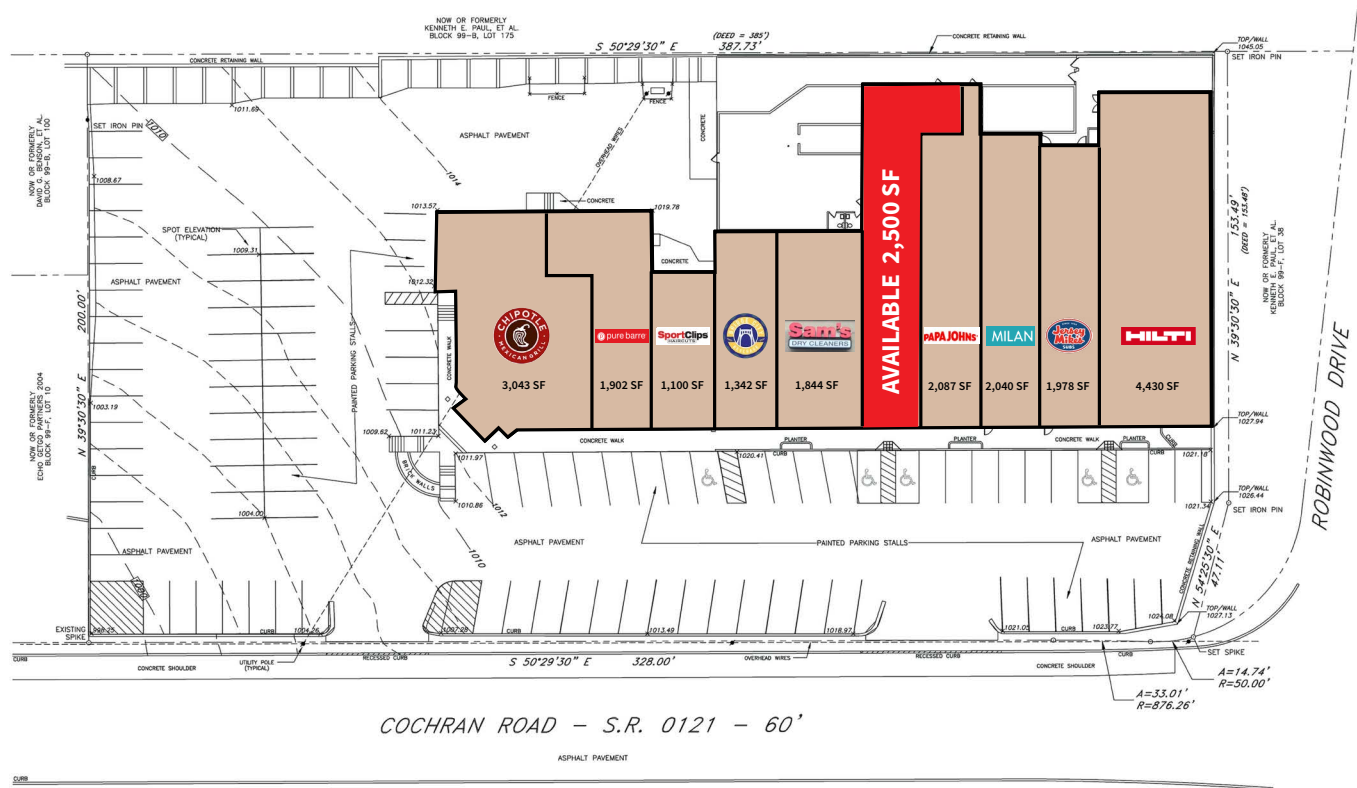 NOW OR FORMERLY
KENNETH E. PAUL, ET AL.
BLOCK 99-B, LOT 175
(DEED = 385')
S 50°29'30" E 387.73'
CONCRETE RETAINING WALL
TOP/WALL
1045.05
SET IRON PIN
CONCRETE RETAINING WALL
1011.69
FENCE
FENCE
SET IRON PIN
1010
ASPHALT PAVEMENT
OVERHEAD WIRES
CONCRETE
NOW OR FORMERLY
DAVID G. BENSON, ET AL.
BLOCK 99-B, LOT 100
1008.67
1014
1013.57
CONCRETE
1019.78
SPOT ELEVATION
(TYPICAL)
1009.31
CONCRETE
ASPHALT PAVEMENT
1012.32
N 39°30'30" E 200.00'
PAINTED PARKING STALLS
CONCRETE WALK
N 39°30'30" E 153.49'
(DEED = 153.48')
NOW OR FORMERLY
KENNETH E. PAUL, ET AL.
BLOCK 99-F, LOT 38
CHIPOTLE
MEXICAN GRILL
3,043 SF
pure barre
1,902 SF
SportClips
HAIRCUTS
1,100 SF
1,342 SF
Sam's
DRY CLEANERS
1,844 SF
AVAILABLE 2,500 SF
PAPA JOHNS
2,087 SF
MILAN
2,040 SF
Jersey
Mike's
SUBS
1,978 SF
HILTI
4,430 SF
ROBINWOOD DRIVE
NOW OR FORMERLY
ECHO GETGO PARTNERS 2004
BLOCK 99-F, LOT 10
1003.19
CURB
1009.62
1011.23
CONCRETE WALK
PLANTER
PLANTER
CONCRETE WALK
PLANTER
CURB
TOP/WALL
1027.94
1011.97
1020.41
CURB
CURB
1021.18
BRICK WALLS
1010.86
1012
1021.34
TOP/WALL
1026.44
SET IRON PIN
1004.00
ASPHALT PAVEMENT
1010
ASPHALT PAVEMENT
PAINTED PARKING STALLS
ASPHALT PAVEMENT
CONCRETE RETAINING WALL
N 54°25'30" E
47.11'
1024.08
TOP/WALL
1027.13
EXISTING
SPIKE
CURB
1004.26
1007.28
CURB
1013.49
1018.97
1021.05
CURB
1023.77
SET SPIKE
CURB
CONCRETE SHOULDER
UTILITY POLE
(TYPICAL)
RECESSED CURB
S 50°29'30" E 328.00'
OVERHEAD WIRES
RECESSED CURB
CURB
CONCRETE SHOULDER
A=14.74'
R=50.00'
A=33.01'
R=876.26'
COCHRAN ROAD - S.R. 0121 - 60'
ASPHALT PAVEMENT
CURB